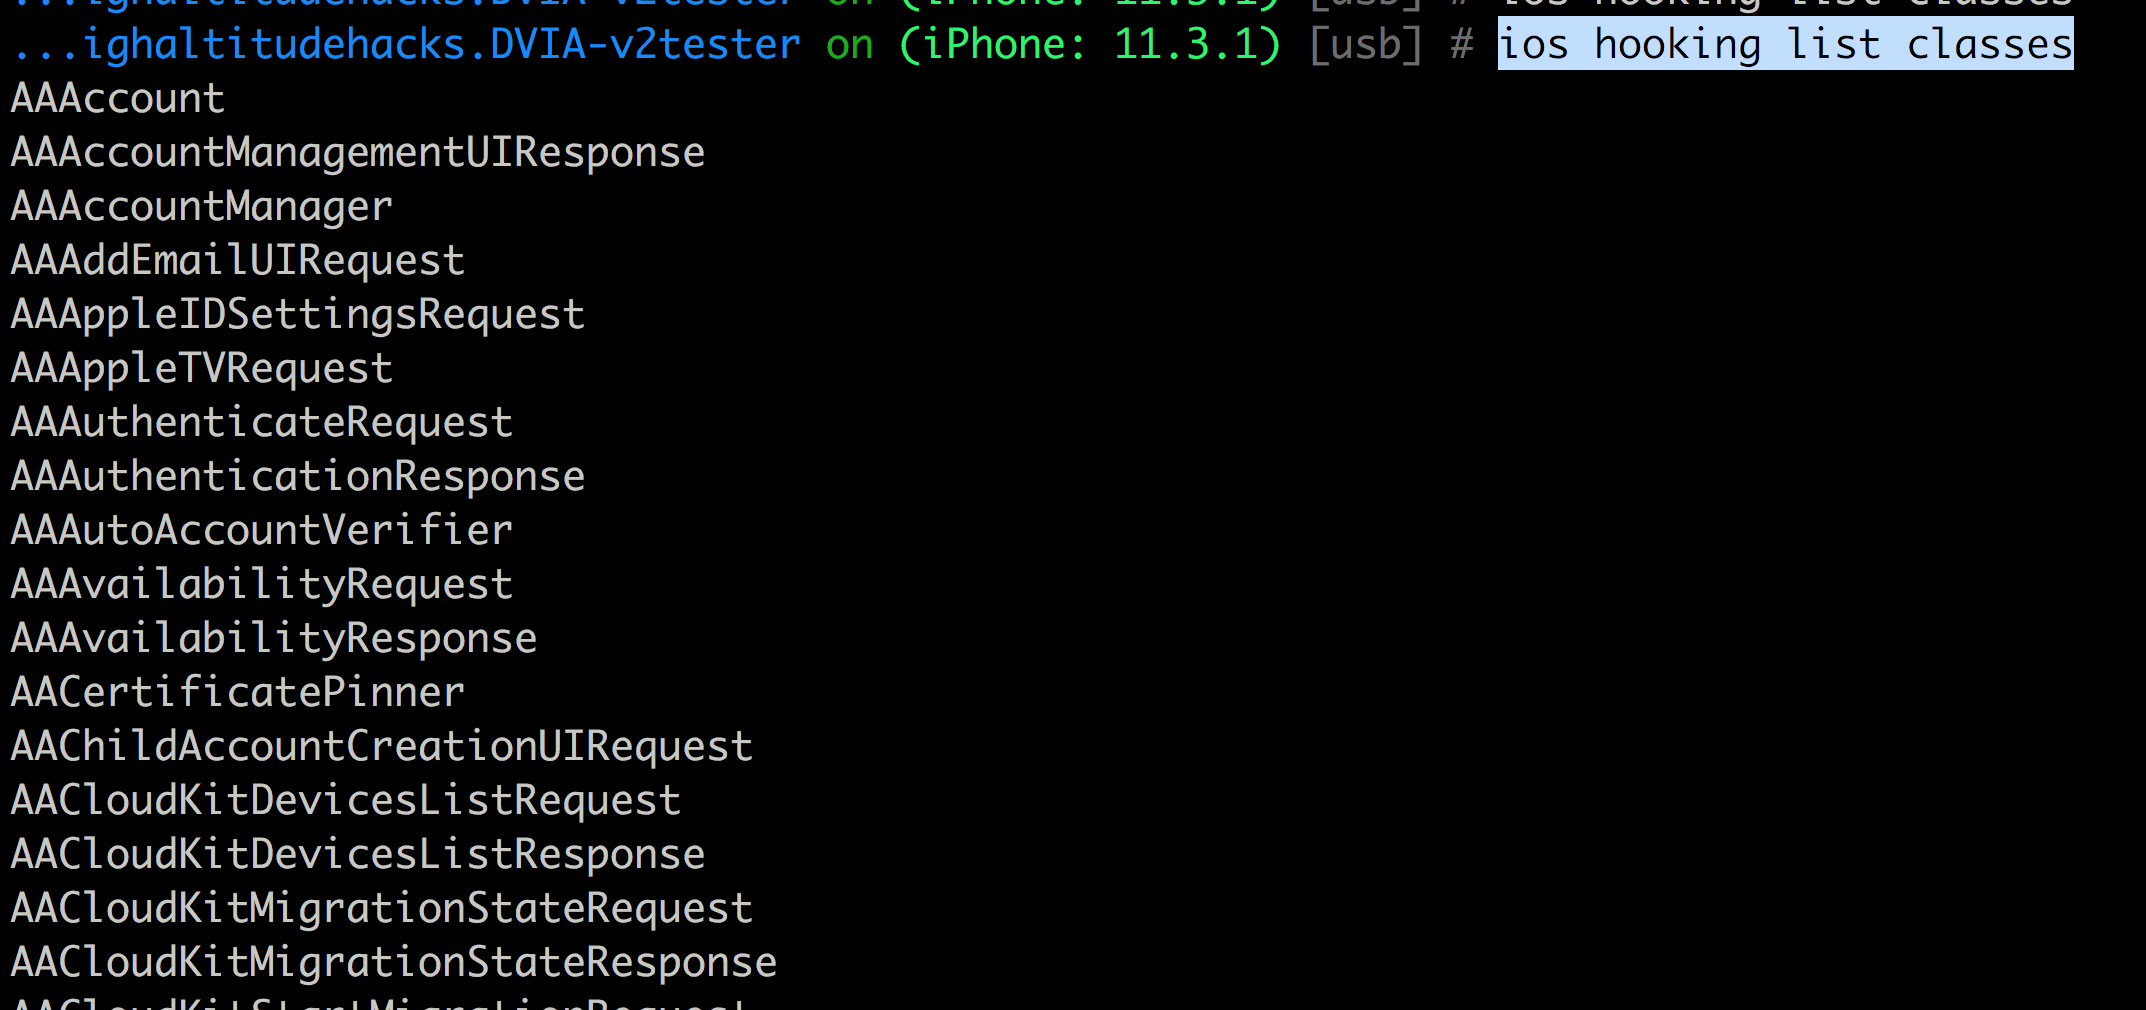 ...ighaltitudehacks.DVIA-v2tester on (iPhone: 11.3.1) [usb] # ios hooking list classes
...ighaltitudehacks.DVIA-v2tester on (iPhone: 11.3.1) [usb] # ios hooking list classes
AAAccount
AAAccountManagementUIResponse
AAAccountManager
AAAddEmailUIRequest
AAAppleIDSettingsRequest
AAAppleTVRequest
AAAuthenticateRequest
AAAuthenticationResponse
AAAutoAccountVerifier
AAAvailabilityRequest
AAAvailabilityResponse
AACertificatePinner
AAChildAccountCreationUIRequest
AACloudKitDevicesListRequest
AACloudKitDevicesListResponse
AACloudKitMigrationStateRequest
AACloudKitMigrationStateResponse
AACloudKitStartMigrationRequest